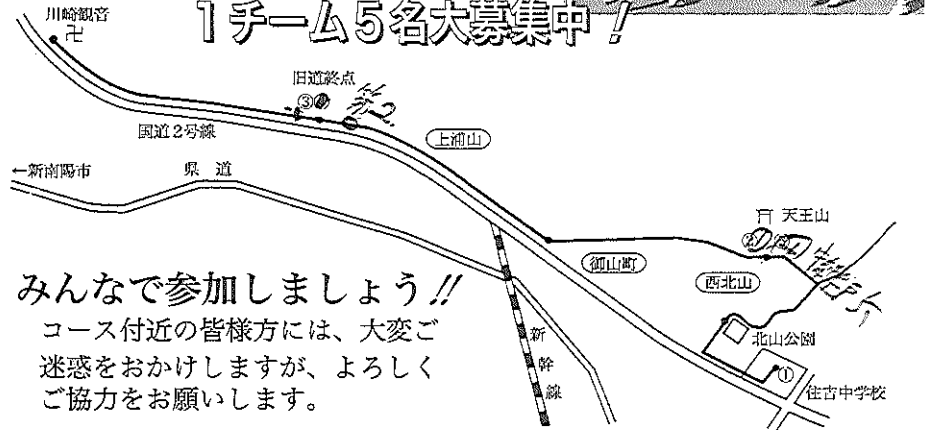 1チーム5名大募集中!
川崎観音
卍
旧道終点
③
第2
国道2号線
上浦山
←新南陽市
県道
天王山
②
御山町
西北山
みんなで参加しましょう!!
コース付近の皆様方には、大変ご
迷惑をおかけしますが、よろしく
ご協力をお願いします。
新幹線
北山公園
①
住吉中学校